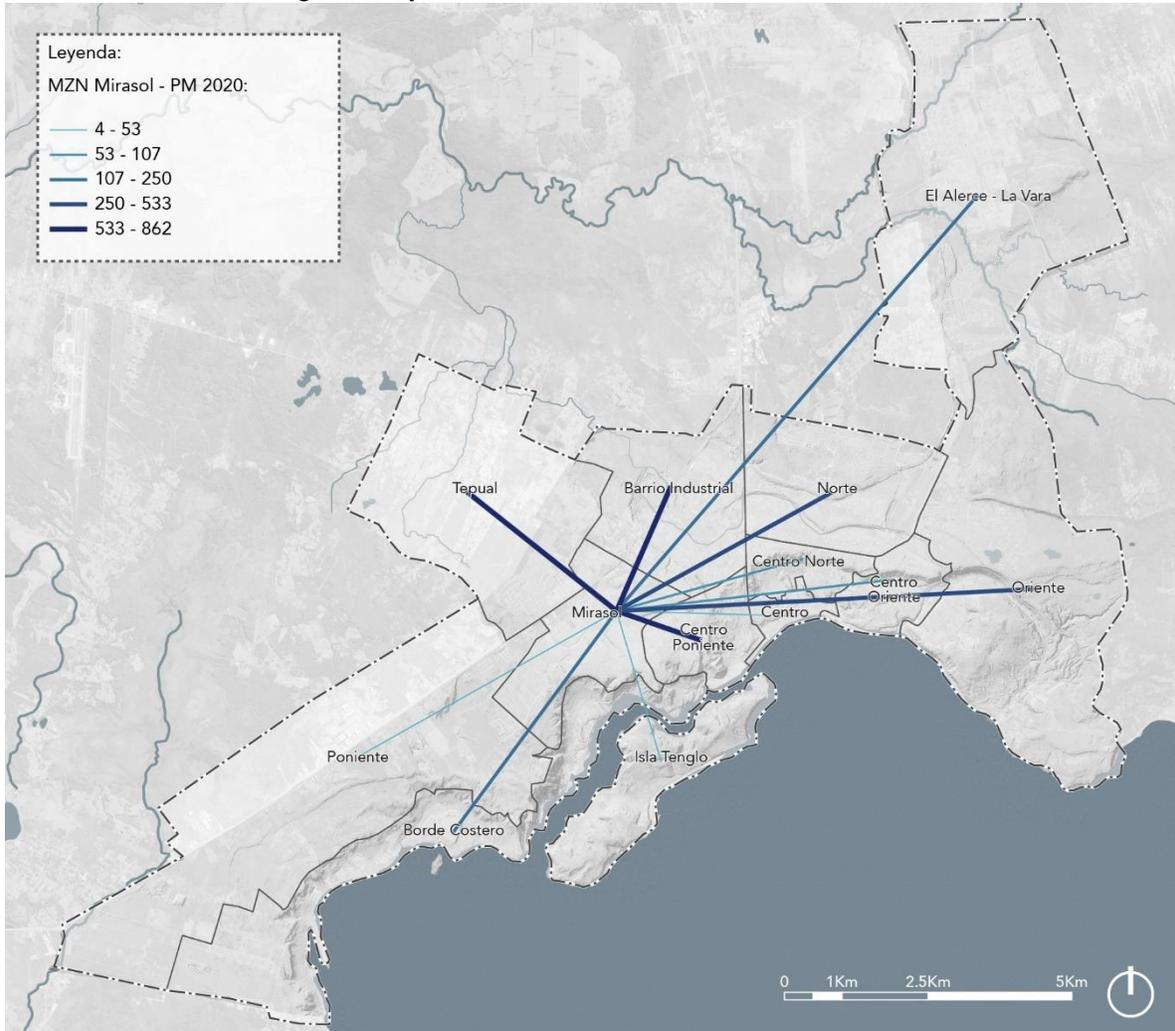 Leyenda:
MZN Mirasol - PM 2020:
4 - 53
53 - 107
107 - 250
250 - 533
533 - 862
El Alerce - La Vara
Tepual
Barrio Industrial
Norte
Centro Norte
Centro
Oriente
Oriente
Mirasol
Centro
Centro
Poniente
Poniente
Isla Tenglo
Borde Costero
0 1Km 2.5Km 5Km